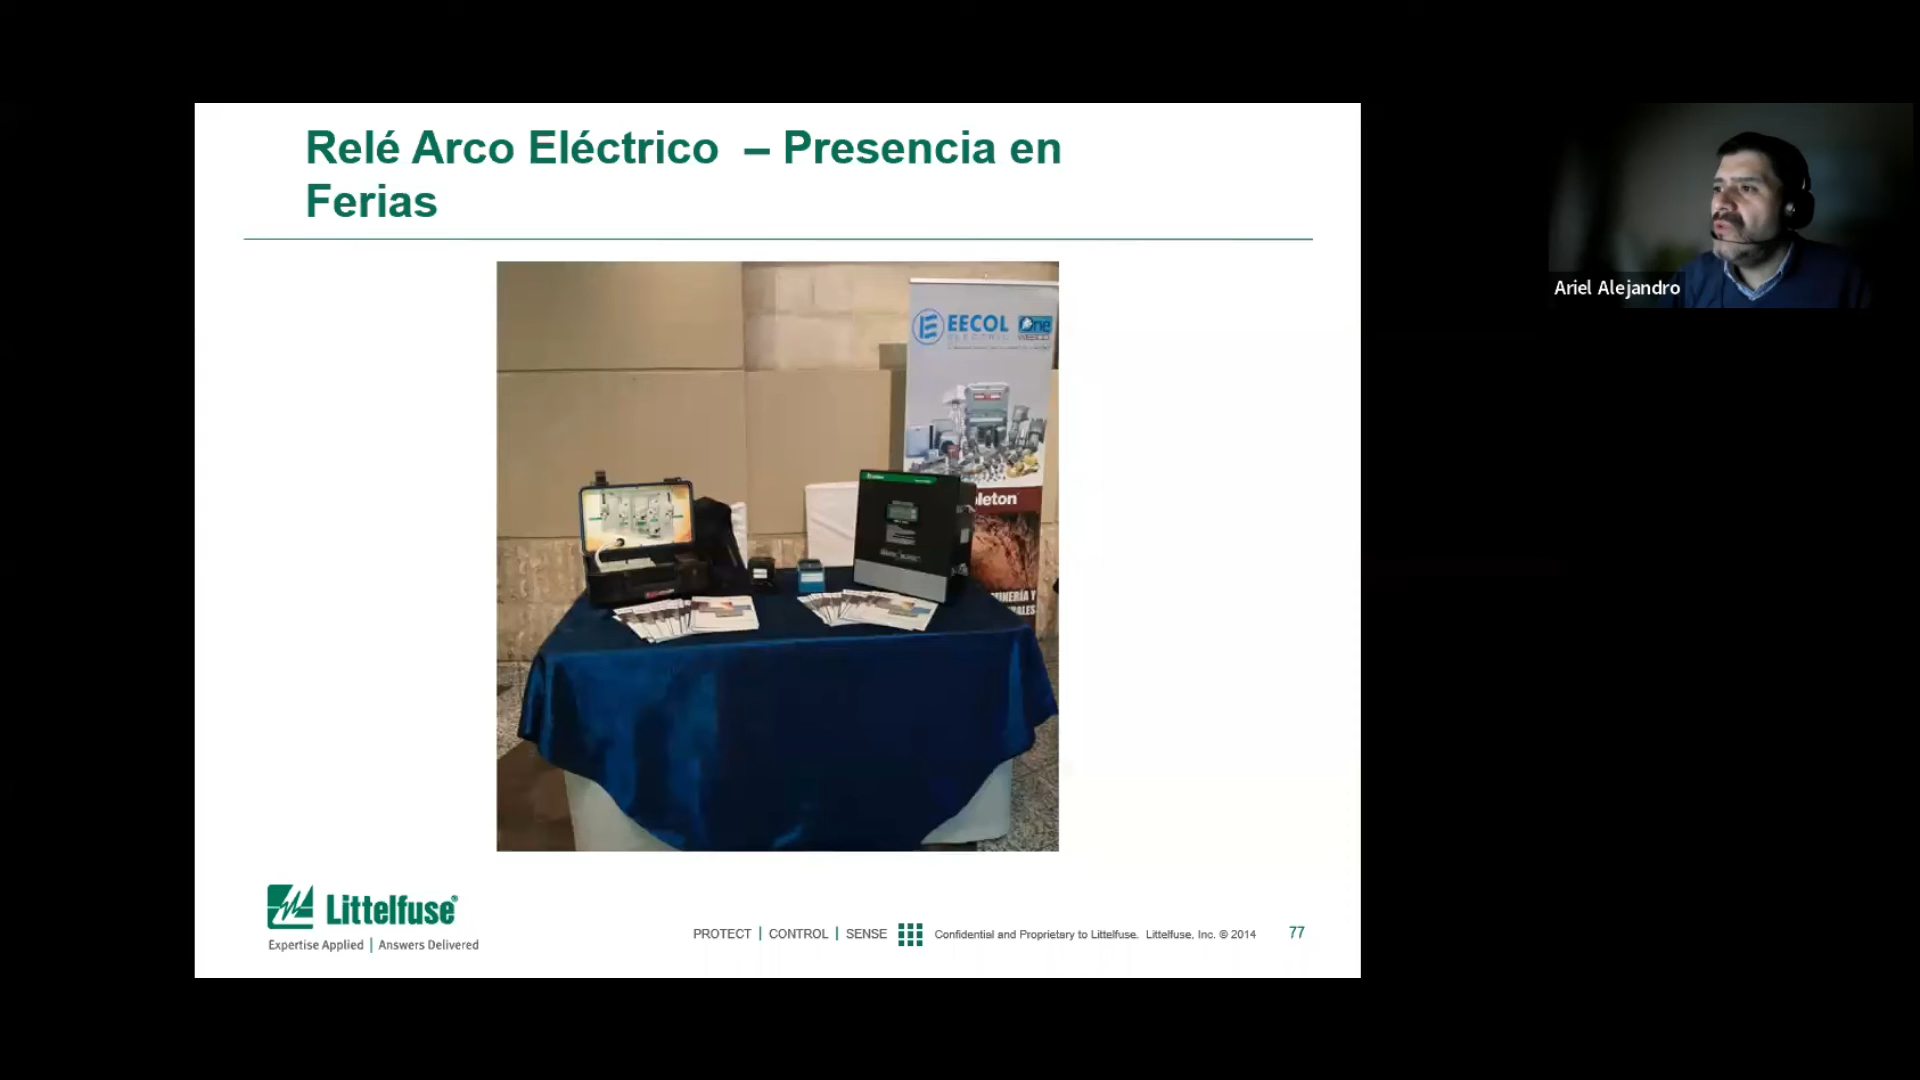 Relé Arco Eléctrico – Presencia en
Ferias
EECOL
ELECTRIC
One
WESCO
leton
MINERÍA Y
Ariel Alejandro
Littelfuse®
Expertise Applied | Answers Delivered
PROTECT | CONTROL | SENSE
Confidential and Proprietary to Littelfuse. Littelfuse, Inc. © 2014
77